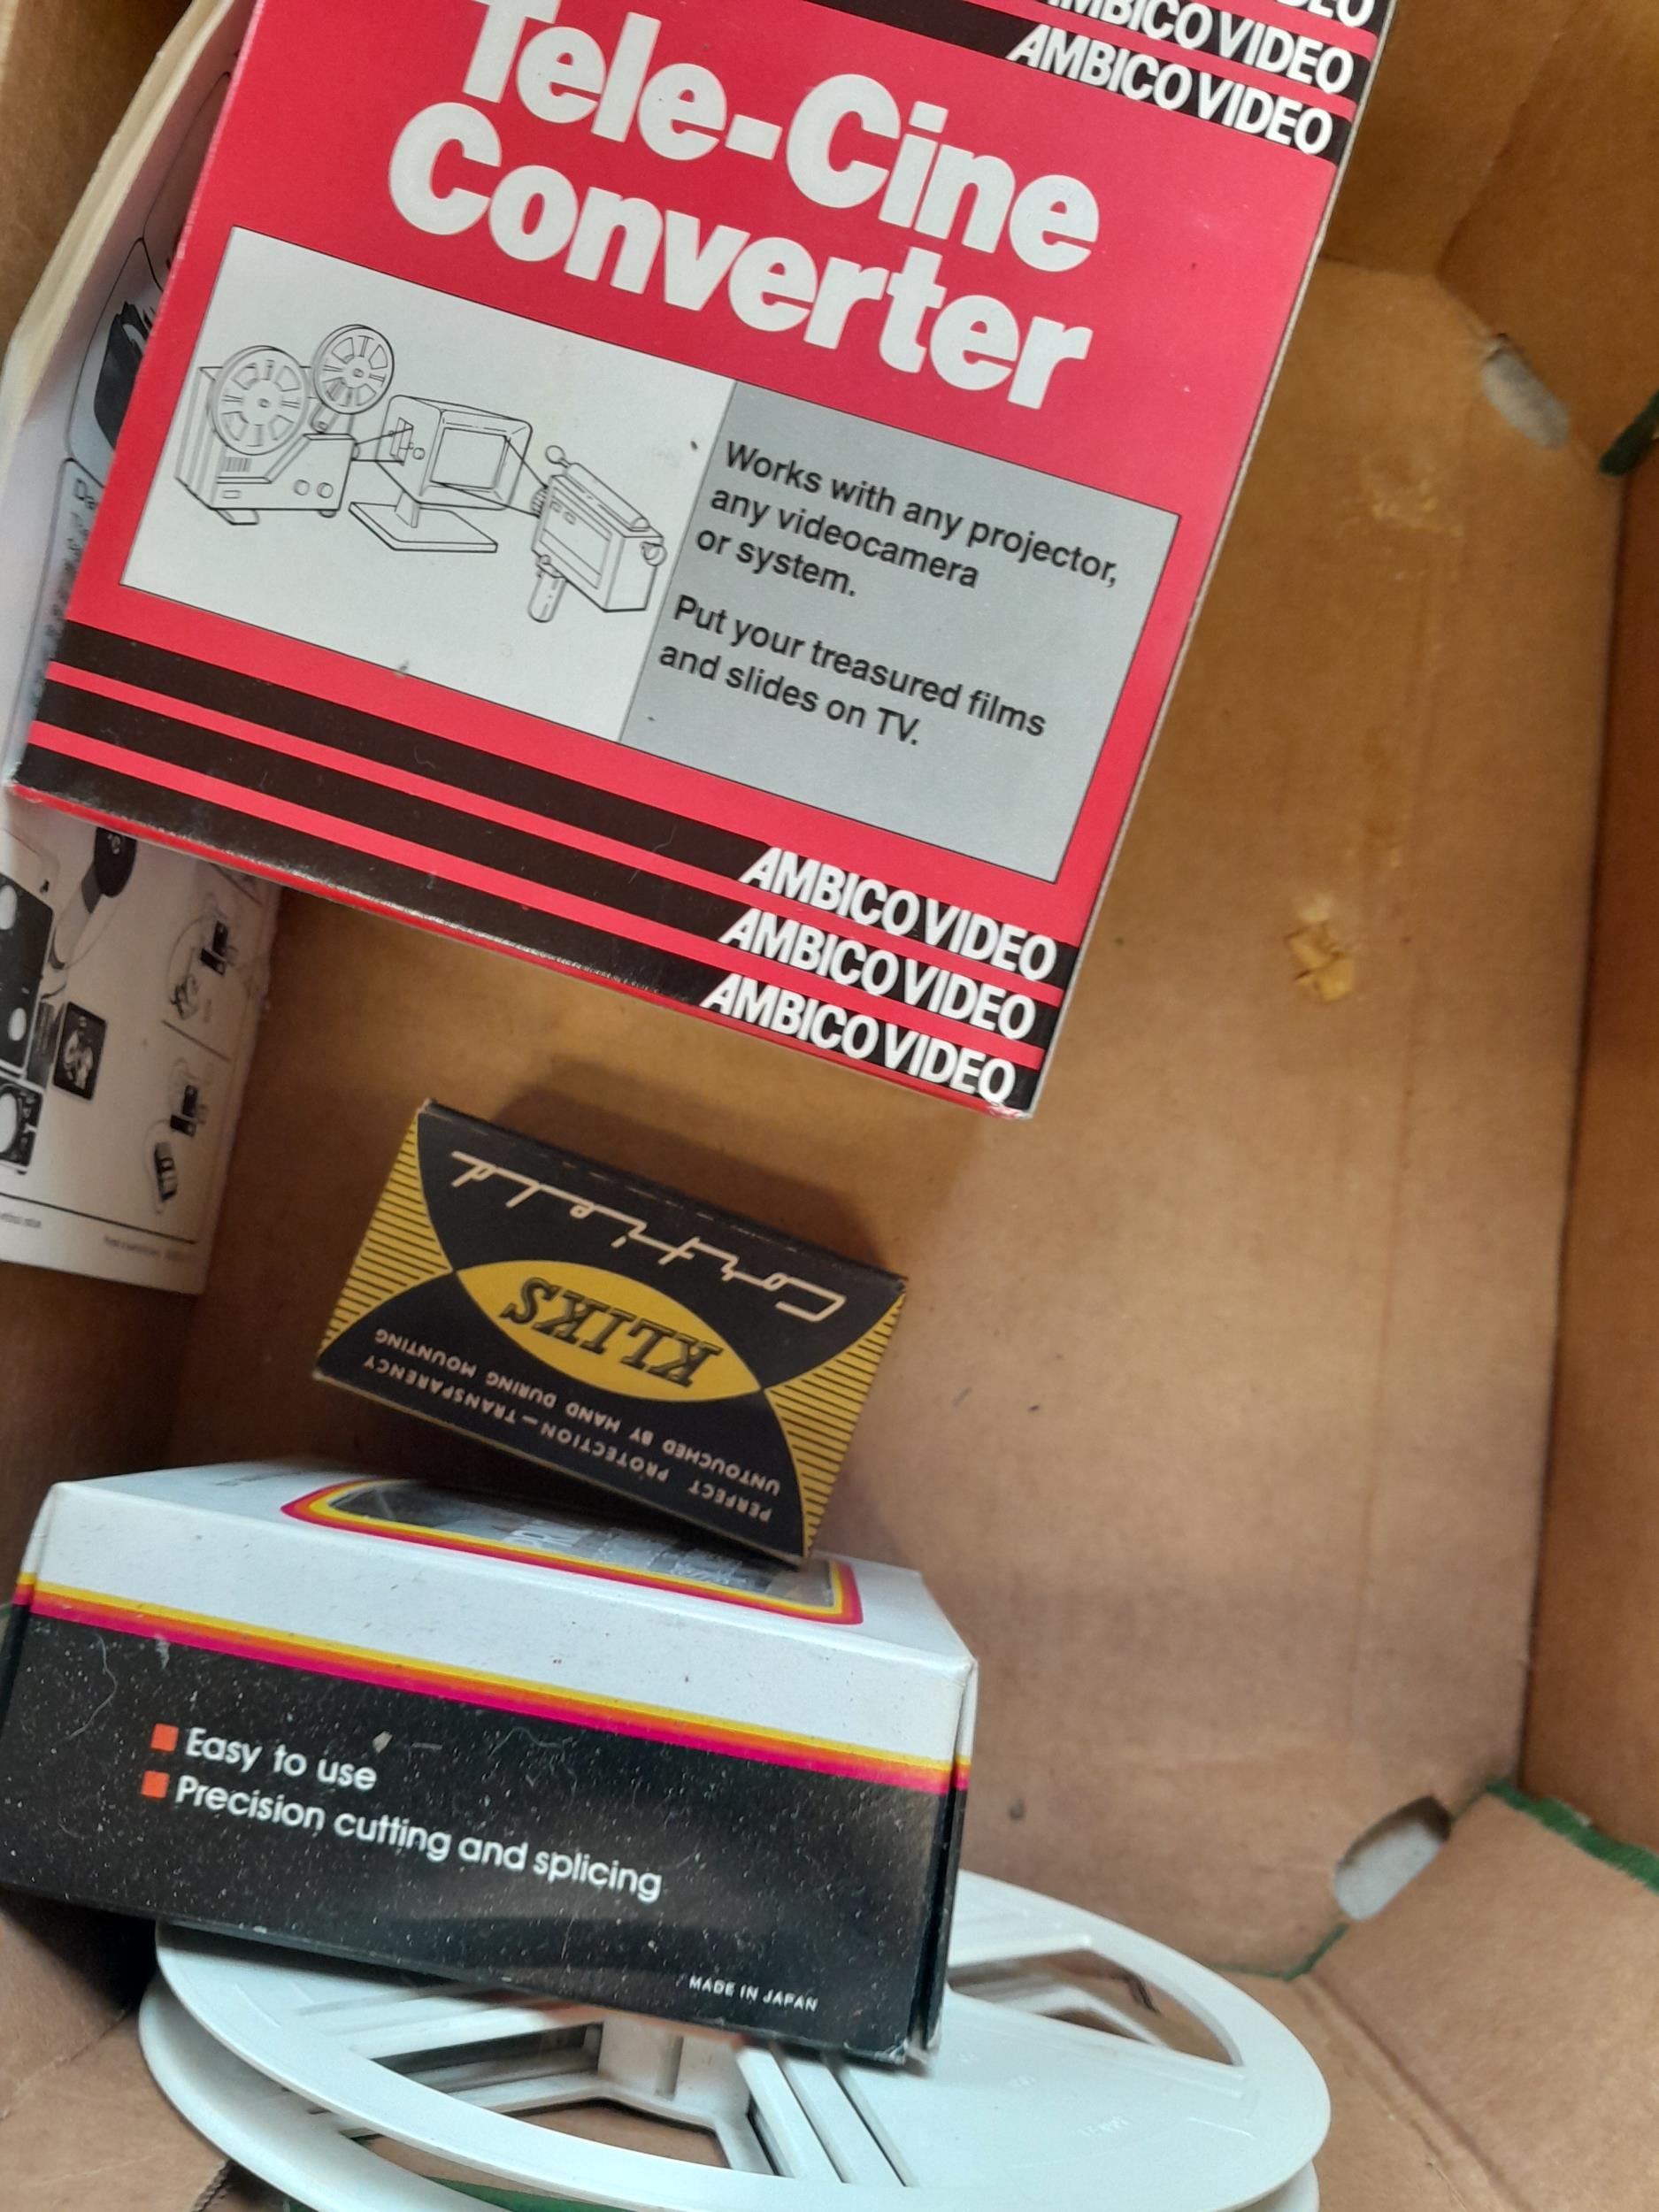 AMBICO VIDEO
AMBICO VIDEO
Tele-Cine
Converter
Works with any projector,
any videocamera
or system.
Put your treasured films
and slides on TV.
AMBICO VIDEO
AMBICO VIDEO
AMBICO VIDEO
Corfield
KLIKS
PERFECT PROTECTION – TRANSPARENCY
UNTOUCHED BY HAND DURING MOUNTING
Easy to use
Precision cutting and splicing
MADE IN JAPAN